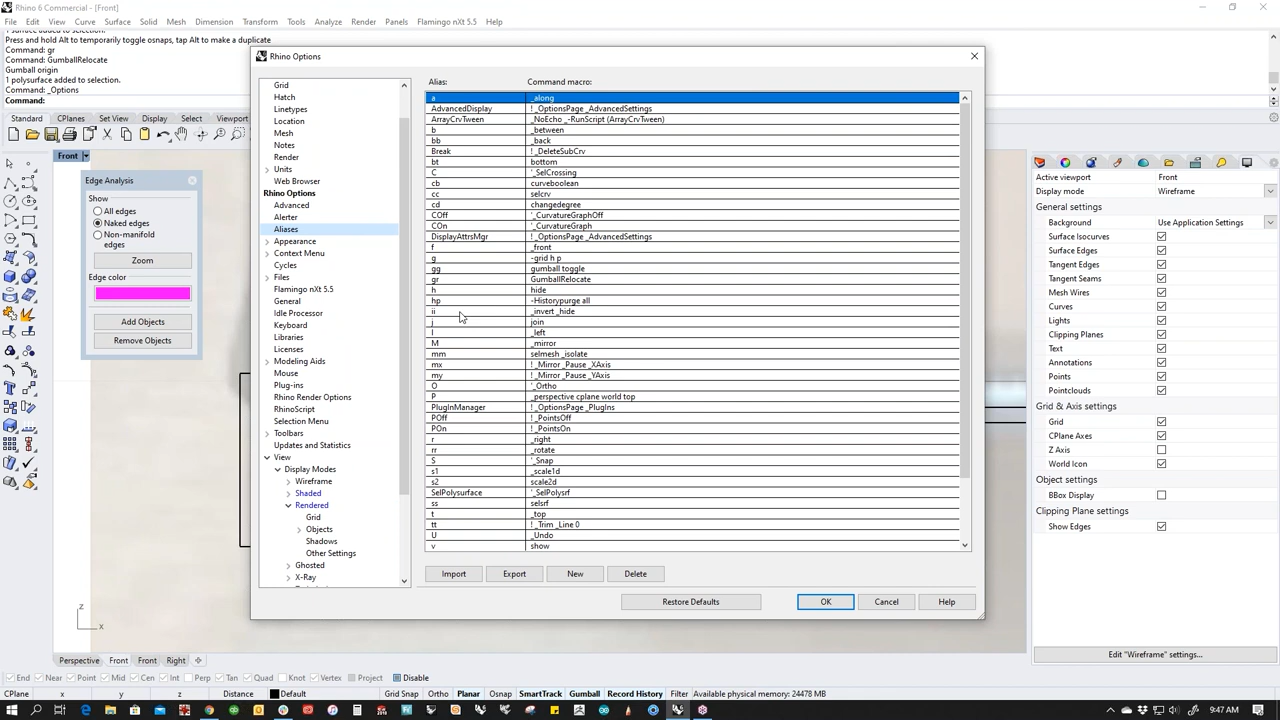 Rhino 6 Commercial - [Front]
File Edit View Curve Surface Solid Mesh Dimension Transform Tools Analyze Render Panels Flamingo nXt 5.5 Help
1 surface added to selection.
Press and hold Alt to temporarily toggle osnaps, tap Alt to make a duplicate
Command: gr
Command: GumballRelocate
Gumball origin
1 polysurface added to selection.
Command: _Options
Command:
Standard CPlanes Set View Display Select Viewport
Front
Edge Analysis
Show
All edges
Naked edges
Non-manifold
edges
Zoom
Edge color
Add Objects
Remove Objects
Rhino Options
Grid
Hatch
Linetypes
Location
Mesh
Notes
Render
Units
Web Browser
Rhino Options
Advanced
Alerter
Aliases
Appearance
Context Menu
Cycles
Files
Flamingo nXt 5.5
General
Idle Processor
Keyboard
Libraries
Licenses
Modeling Aids
Mouse
Plug-ins
Rhino Render Options
RhinoScript
Selection Menu
Toolbars
Updates and Statistics
View
Display Modes
Wireframe
Shaded
Rendered
Grid
Objects
Shadows
Other Settings
Ghosted
X-Ray
Alias: Command macro:
a _along
AdvancedDisplay ! _OptionsPage _AdvancedSettings
ArrayCrvTween _NoEcho _-RunScript (ArrayCrvTween)
b _between
bb _back
Break ! _DeleteSubCrv
bt bottom
C '_SelCrossing
cb curveboolean
cc selcrv
cd changedegree
COff '_CurvatureGraphOff
COn '_CurvatureGraph
DisplayAttrsMgr ! _OptionsPage _AdvancedSettings
f _front
g -grid h p
gg gumball toggle
gr GumballRelocate
h hide
hp -Historypurge all
ii _invert _hide
j join
l _left
M _mirror
mm selmesh _isolate
mx ! _Mirror _Pause _XAxis
my ! _Mirror _Pause _YAxis
O '_Ortho
P _perspective cplane world top
PlugInManager ! _OptionsPage _PlugIns
POff ! _PointsOff
POn ! _PointsOn
r _right
rr _rotate
S '_Snap
s1 _scale1d
s2 scale2d
SelPolysurface '_SelPolysrf
ss selsrf
t _top
tt ! _Trim _Line 0
U _Undo
v show
Import Export New Delete
Restore Defaults OK Cancel Help
Active viewport Front
Display mode Wireframe
General settings
Background Use Application Settings
Surface Isocurves
Surface Edges
Tangent Edges
Tangent Seams
Mesh Wires
Curves
Lights
Clipping Planes
Text
Annotations
Points
Pointclouds
Grid & Axis settings
Grid
CPlane Axes
Z Axis
World Icon
Object settings
BBox Display
Clipping Plane settings
Show Edges
Edit "Wireframe" settings...
z
x
Perspective Front Front Right
End Near Point Mid Cen Int Perp Tan Quad Knot Vertex Project Disable
CPlane x y z Distance Default Grid Snap Ortho Planar Osnap SmartTrack Gumball Record History Filter Available physical memory: 24478 MB
9:47 AM